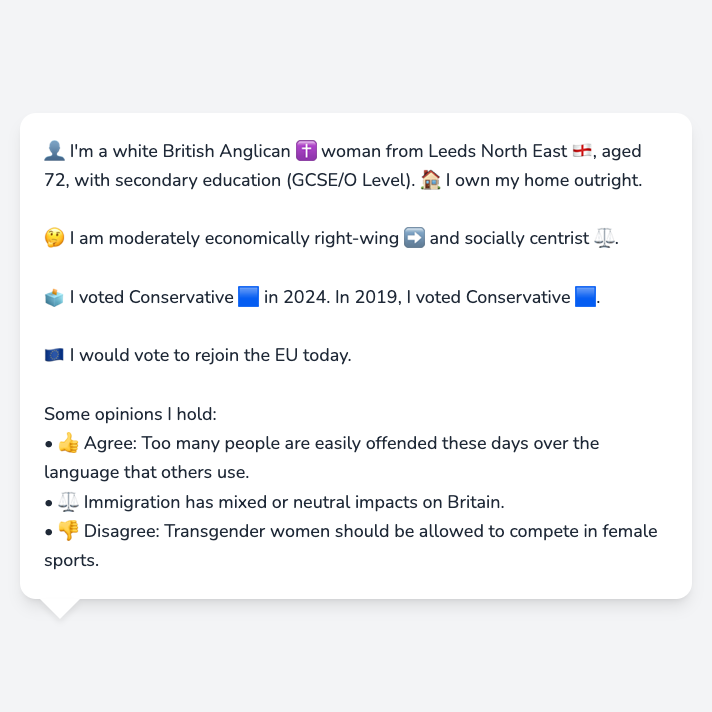 👤 I'm a white British Anglican ✝️ woman from Leeds North East 🏴󠁧󠁢󠁥󠁮󠁧󠁿, aged
72, with secondary education (GCSE/O Level). 🏠 I own my home outright.
🤔 I am moderately economically right-wing ➡️ and socially centrist ⚖️.
🗳️ I voted Conservative 🟦 in 2024. In 2019, I voted Conservative 🟦.
🇪🇺 I would vote to rejoin the EU today.
Some opinions I hold:
• 👍 Agree: Too many people are easily offended these days over the
language that others use.
• ⚖️ Immigration has mixed or neutral impacts on Britain.
• 👎 Disagree: Transgender women should be allowed to compete in female
sports.